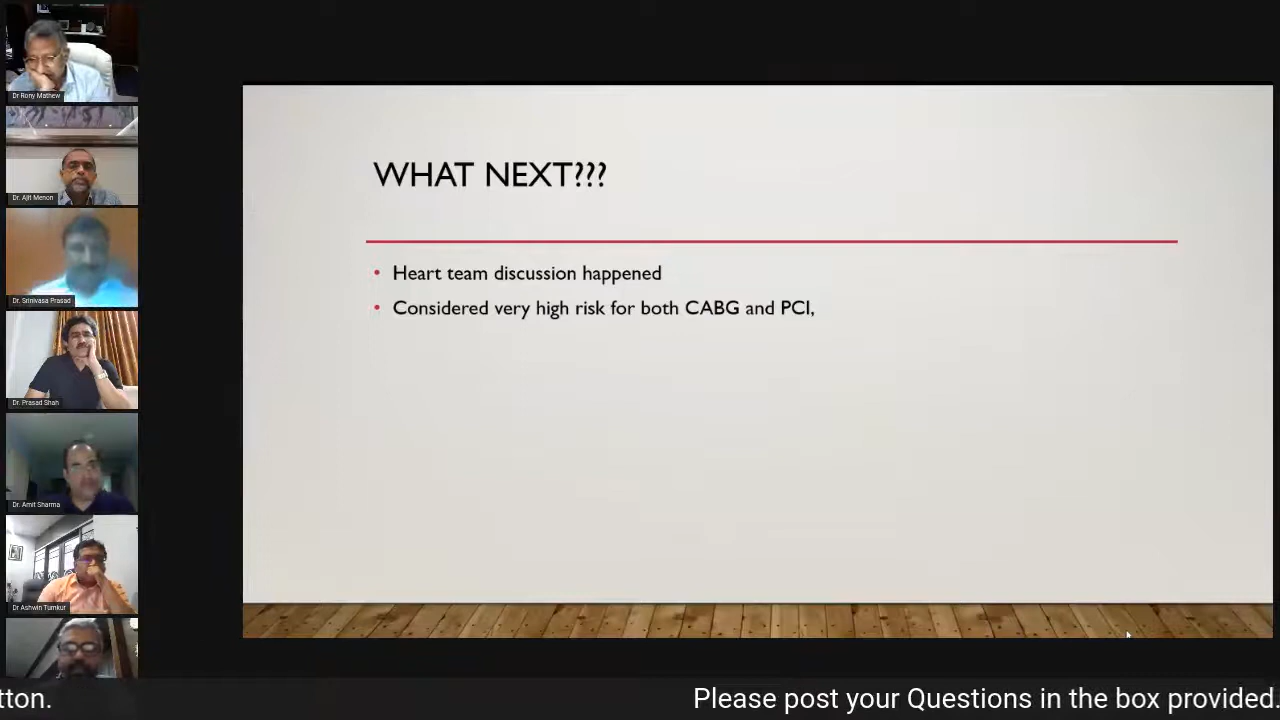 Dr Rony Mathew
Dr. Ajit Menon
Dr. Srinivasa Prasad
Dr. Prasad Shah
Dr. Amit Sharma
Dr Ashwin Tumkur
WHAT NEXT???
• Heart team discussion happened
• Considered very high risk for both CABG and PCI,
tton. Please post your Questions in the box provided.